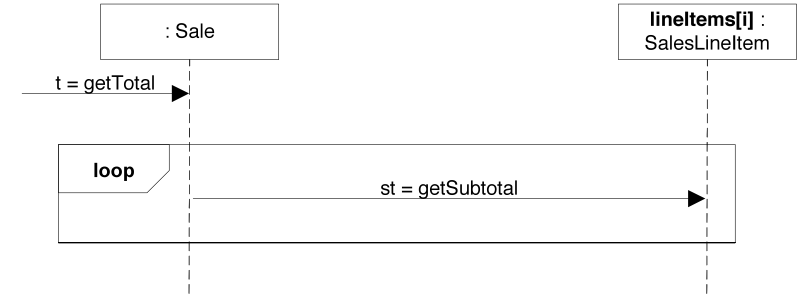 : Sale
lineItems[i] :
SalesLineItem
t = getTotal
loop
st = getSubtotal